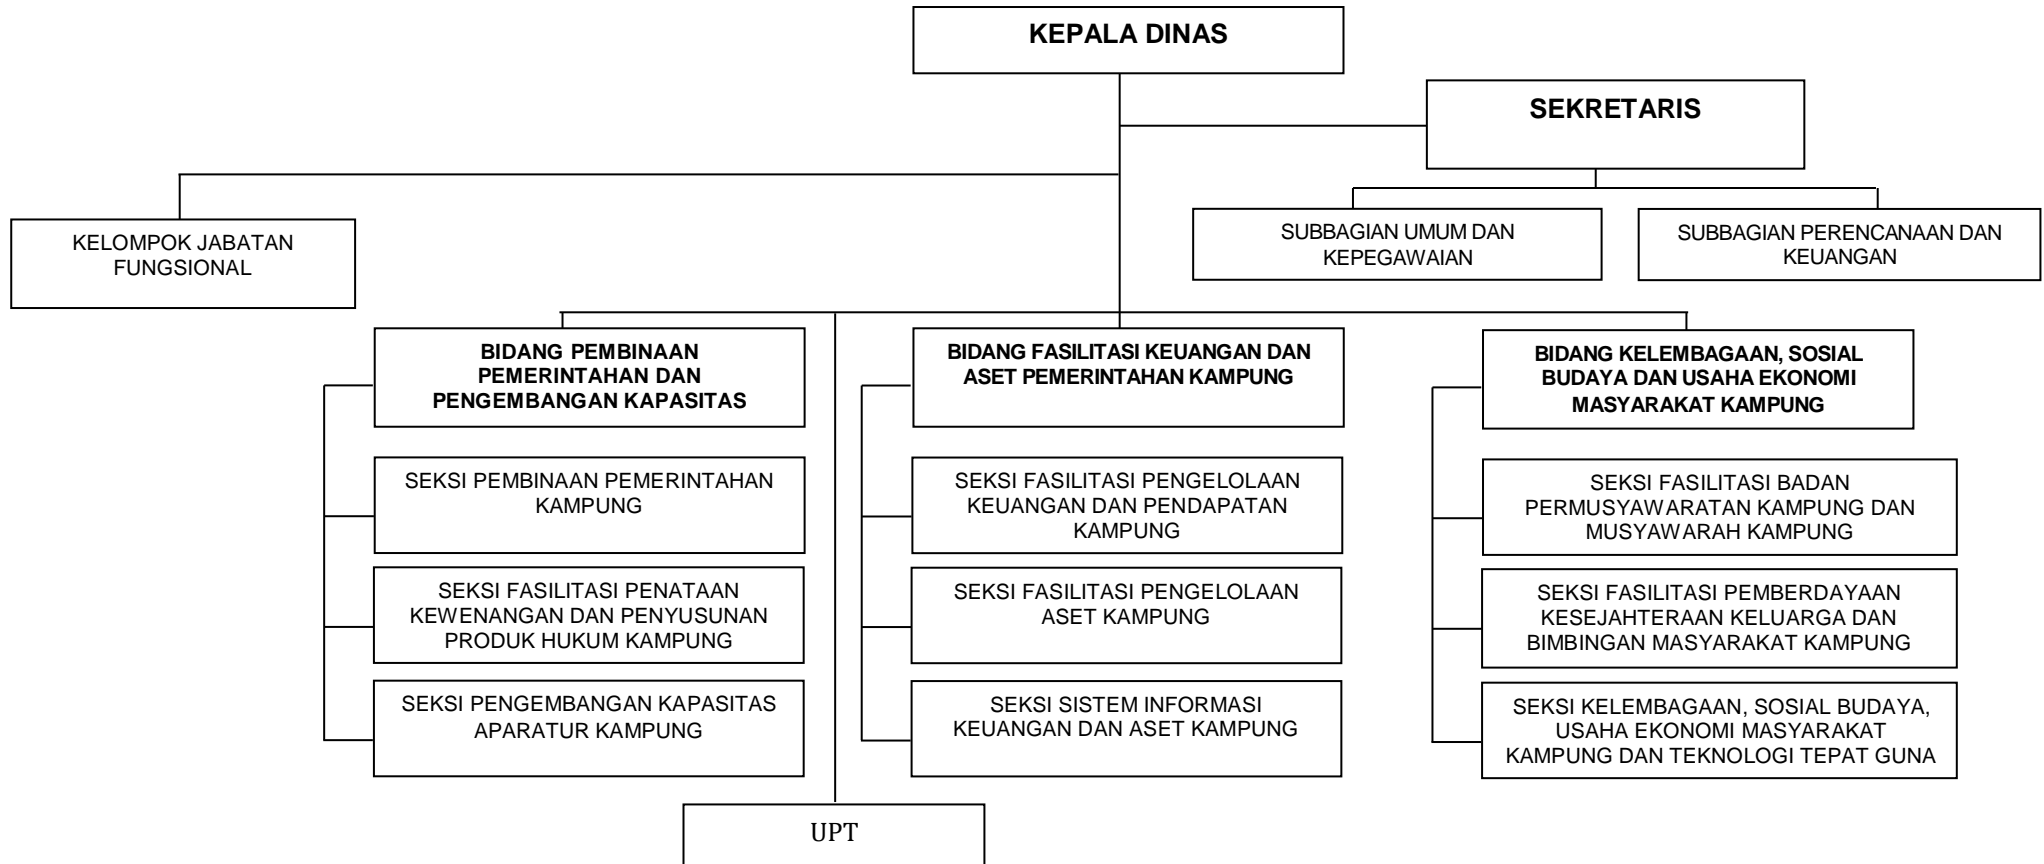 KEPALA DINAS
SEKRETARIS
KELOMPOK JABATAN
FUNGSIONAL
SUBBAGIAN UMUM DAN
KEPEGAWAIAN
SUBBAGIAN PERENCANAAN DAN
KEUANGAN
BIDANG PEMBINAAN
PEMERINTAHAN DAN
PENGEMBANGAN KAPASITAS
SEKSI PEMBINAAN PEMERINTAHAN
KAMPUNG
SEKSI FASILITASI PENATAAN
KEWENANGAN DAN PENYUSUNAN
PRODUK HUKUM KAMPUNG
SEKSI PENGEMBANGAN KAPASITAS
APARATUR KAMPUNG
BIDANG FASILITASI KEUANGAN DAN
ASET PEMERINTAHAN KAMPUNG
SEKSI FASILITASI PENGELOLAAN
KEUANGAN DAN PENDAPATAN
KAMPUNG
SEKSI FASILITASI PENGELOLAAN
ASET KAMPUNG
SEKSI SISTEM INFORMASI
KEUANGAN DAN ASET KAMPUNG
BIDANG KELEMBAGAAN, SOSIAL
BUDAYA DAN USAHA EKONOMI
MASYARAKAT KAMPUNG
SEKSI FASILITASI BADAN
PERMUSYAWARATAN KAMPUNG DAN
MUSYAWARAH KAMPUNG
SEKSI FASILITASI PEMBERDAYAAN
KESEJAHTERAAN KELUARGA DAN
BIMBINGAN MASYARAKAT KAMPUNG
SEKSI KELEMBAGAAN, SOSIAL BUDAYA,
USAHA EKONOMI MASYARAKAT
KAMPUNG DAN TEKNOLOGI TEPAT GUNA
UPT